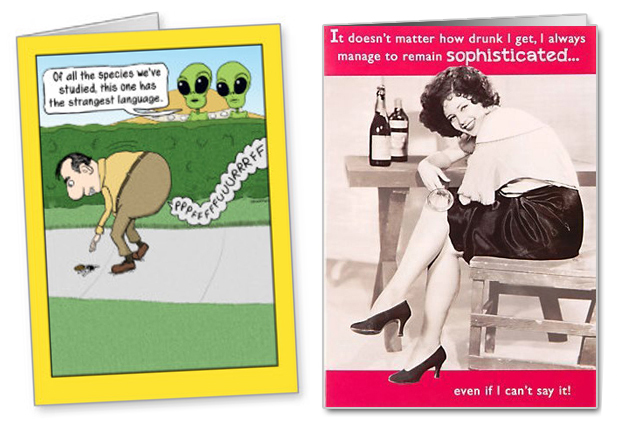 Of all the species we've
studied, this one has
the strangest language.
PPPFFFFFUUURRRRFF
It doesn't matter how drunk I get, I always
manage to remain sophisticated...
even if I can't say it!